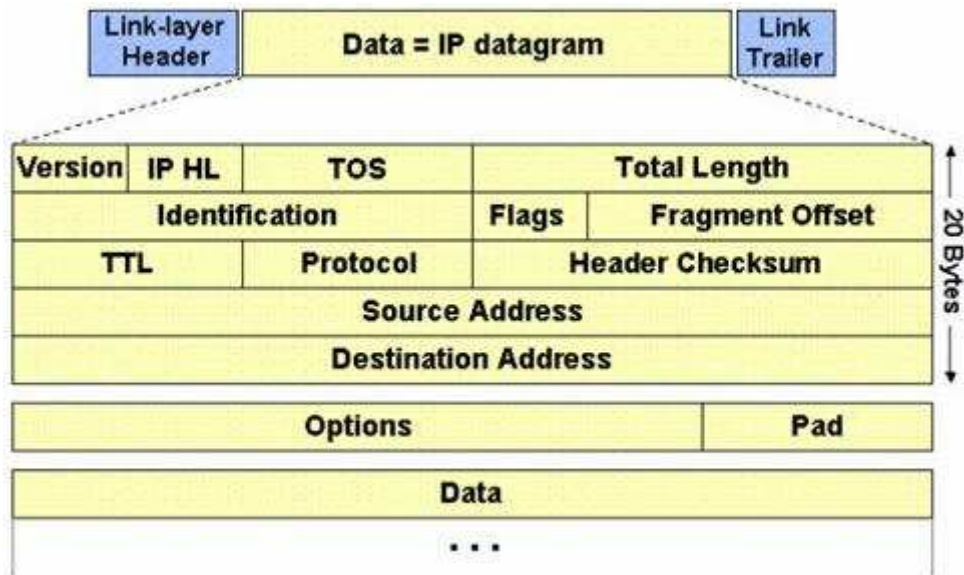 Link-layer
Header
Data = IP datagram
Link
Trailer
Version
IP HL
TOS
Total Length
Identification
Flags
Fragment Offset
TTL
Protocol
Header Checksum
Source Address
Destination Address
20 Bytes
Options
Pad
Data
...